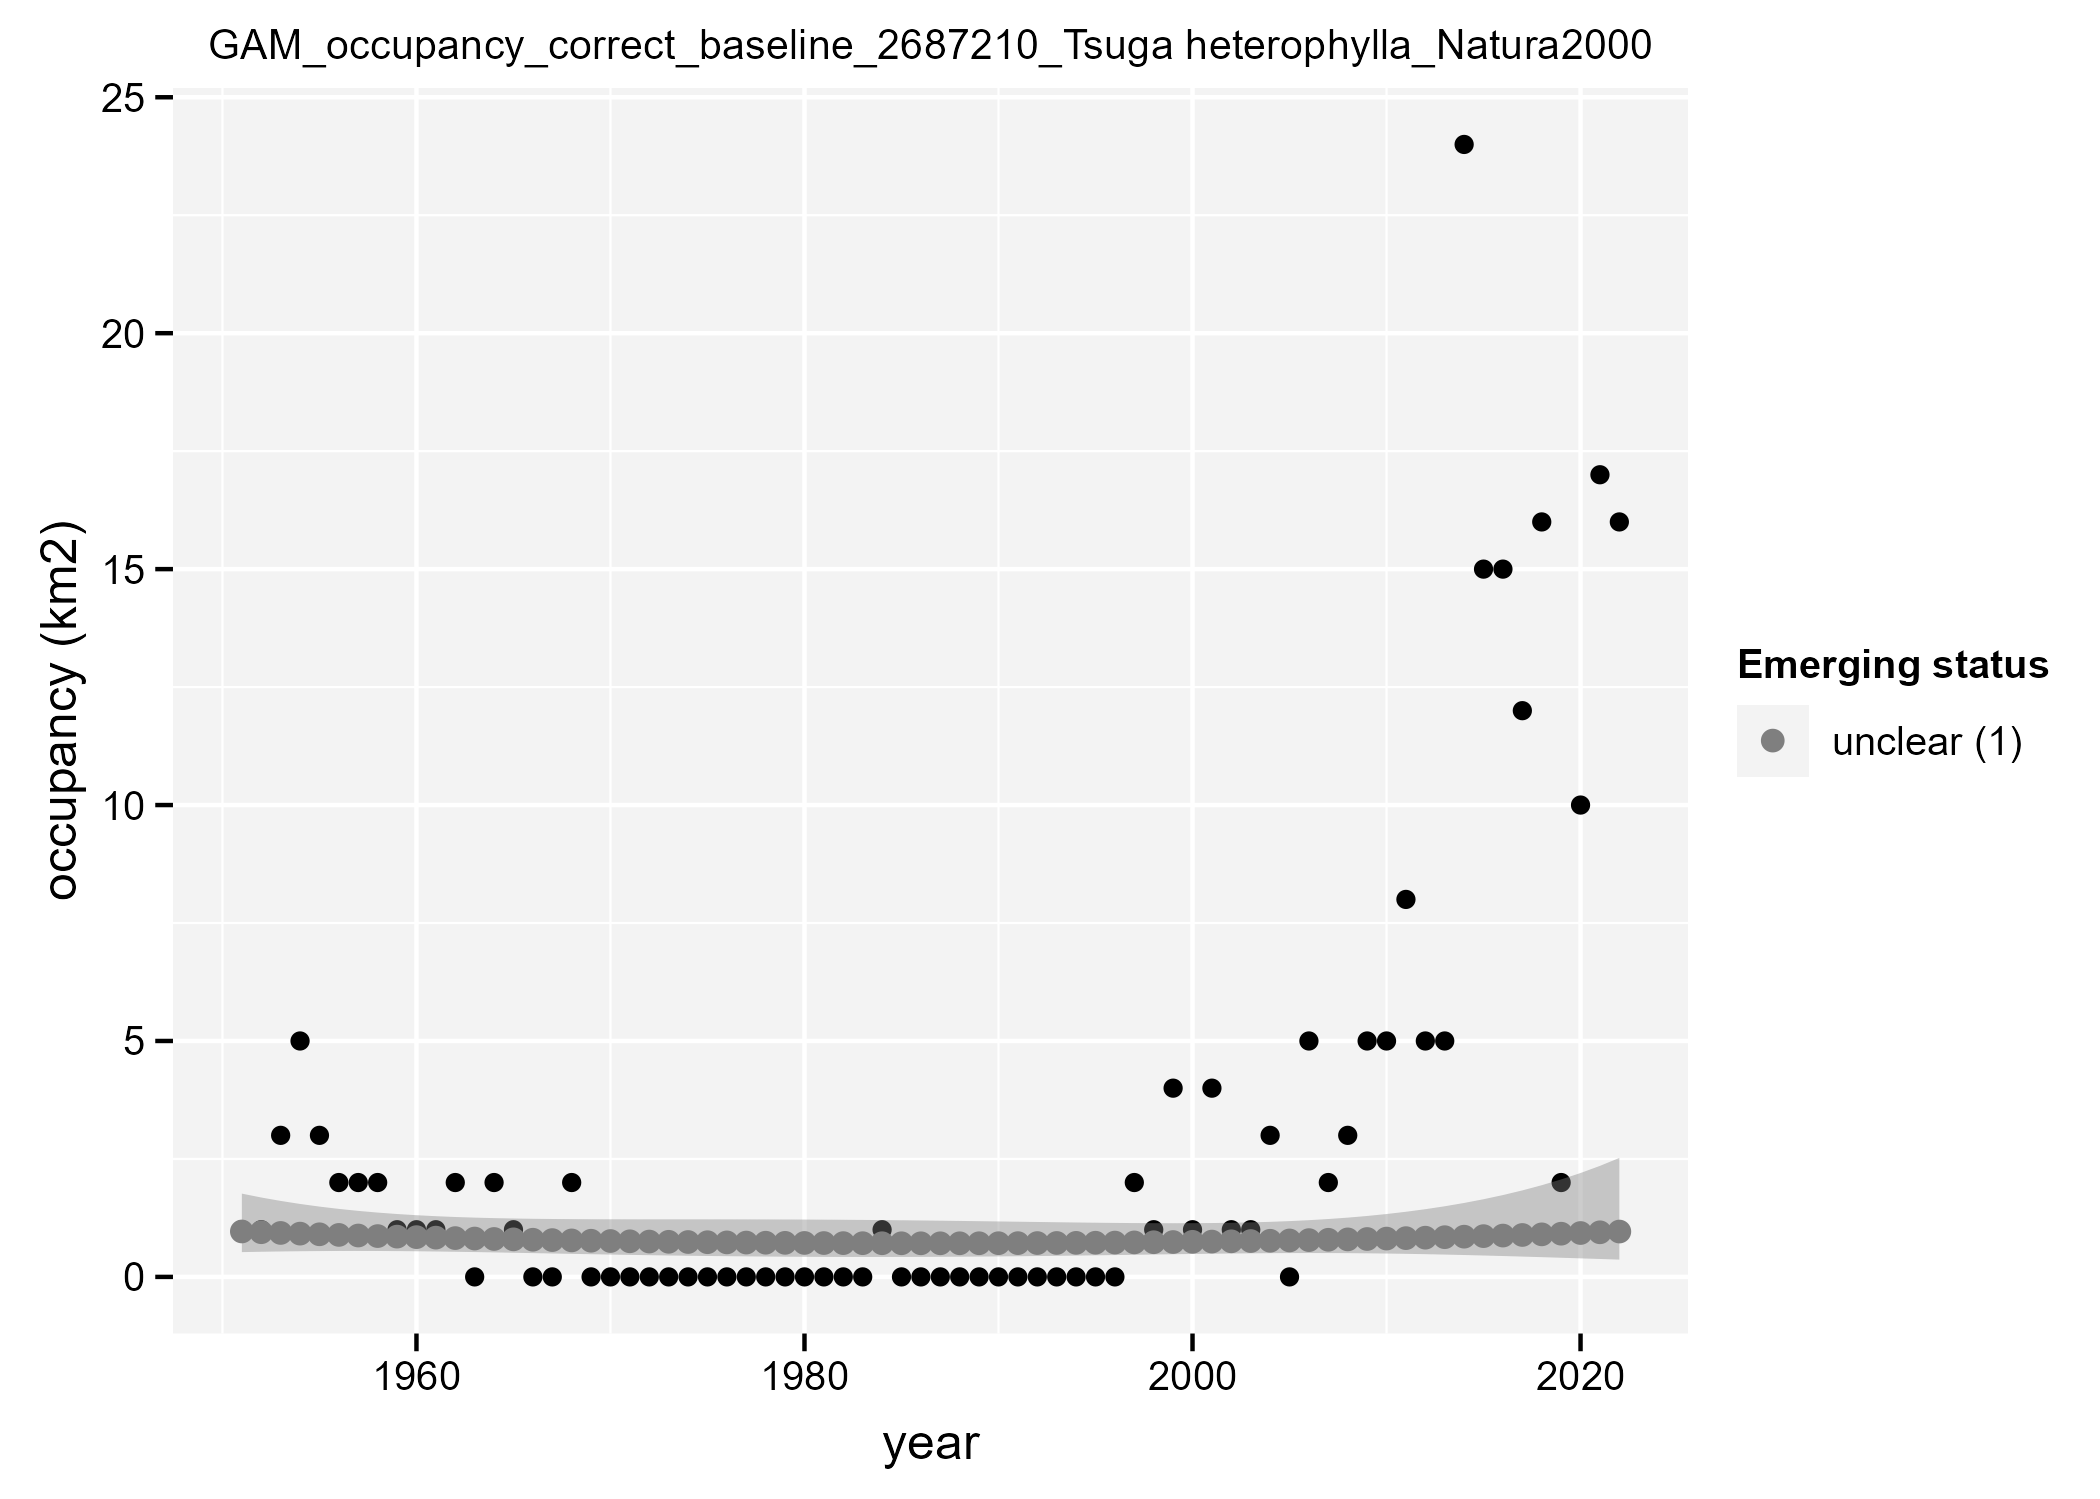 GAM_occupancy_correct_baseline_2687210_Tsuga heterophylla_Natura2000
25
20
15
10
5
0
occupancy (km2)
1960 1980 2000 2020
year
Emerging status
unclear (1)